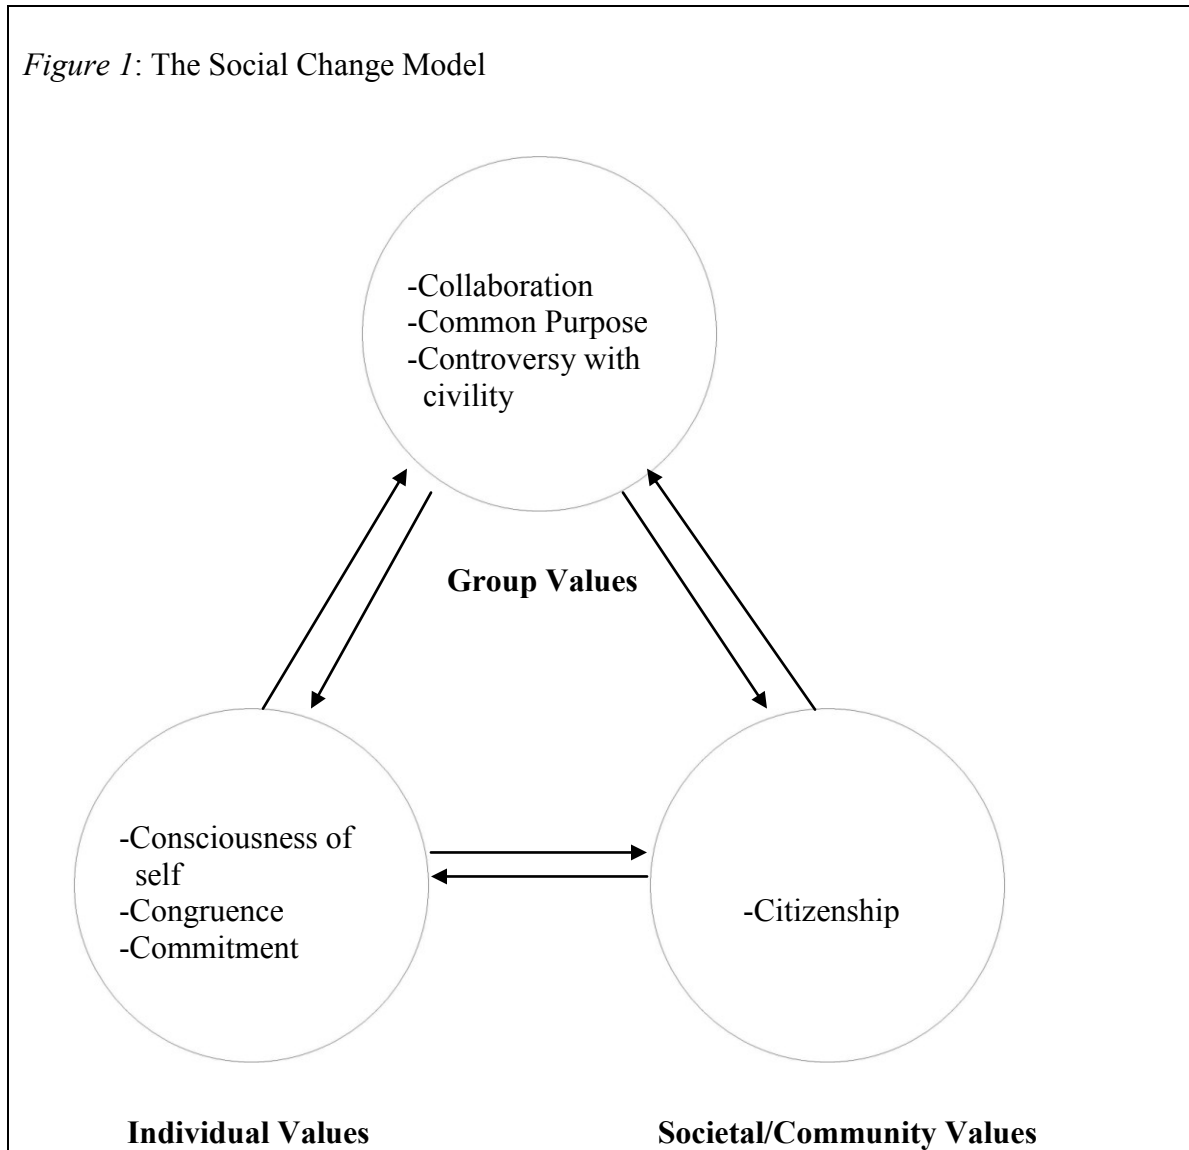 Figure 1: The Social Change Model
-Collaboration
-Common Purpose
-Controversy with
civility
Group Values
-Consciousness of
self
-Congruence
-Commitment
-Citizenship
Individual Values
Societal/Community Values